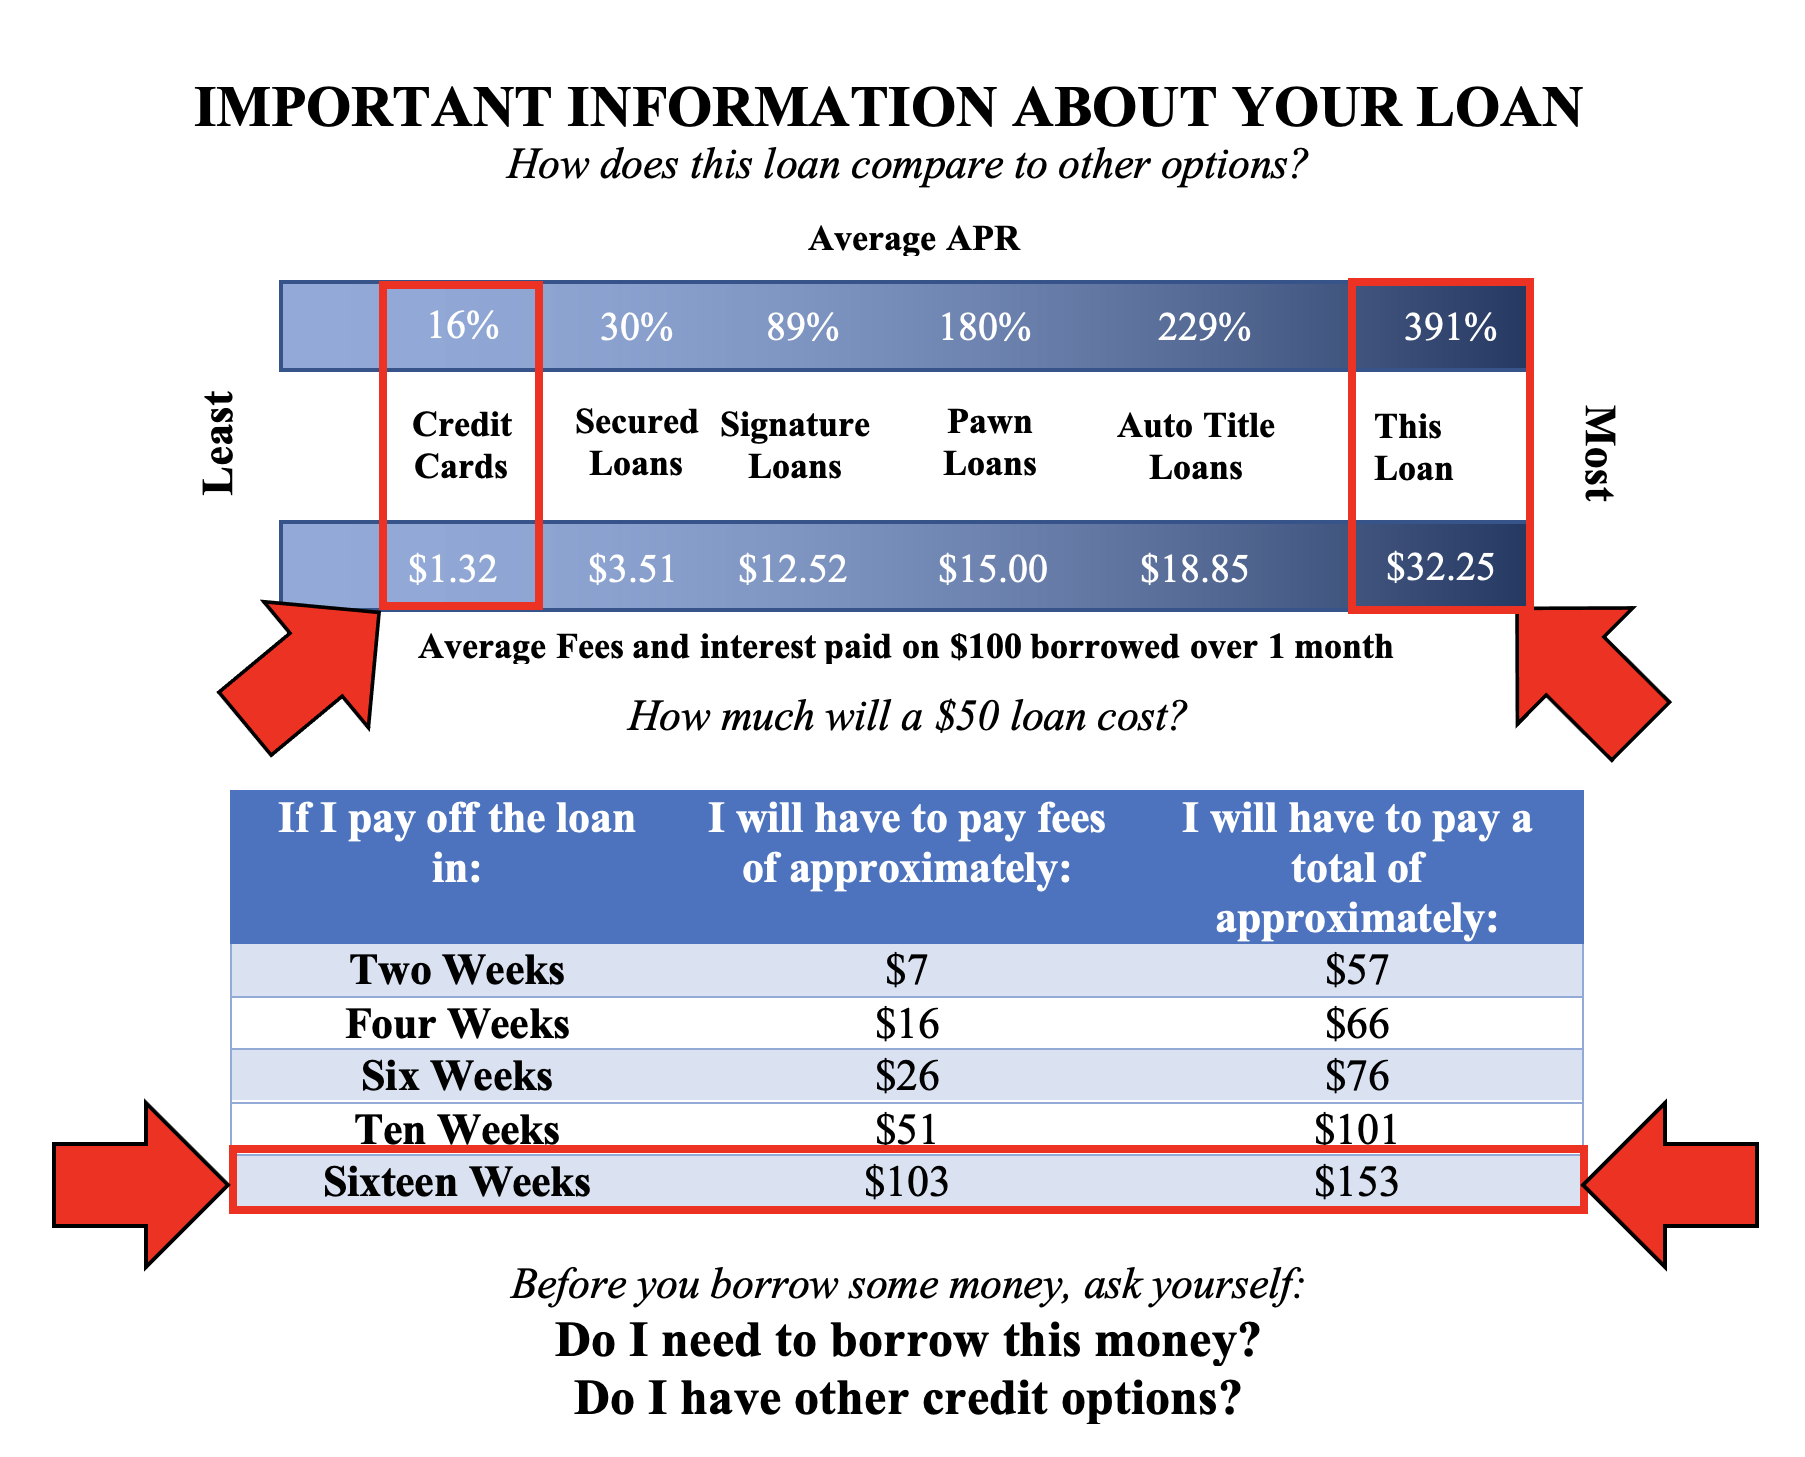 IMPORTANT INFORMATION ABOUT YOUR LOAN
How does this loan compare to other options?
Average APR
16% 30% 89% 180% 229% 391%
Least
Credit Cards
Secured Loans
Signature Loans
Pawn Loans
Auto Title Loans
This Loan
Most
$1.32 $3.51 $12.52 $15.00 $18.85 $32.25
Average Fees and interest paid on $100 borrowed over 1 month
How much will a $50 loan cost?
If I pay off the loan in:
I will have to pay fees of approximately:
I will have to pay a total of approximately:
Two Weeks $7 $57
Four Weeks $16 $66
Six Weeks $26 $76
Ten Weeks $51 $101
Sixteen Weeks $103 $153
Before you borrow some money, ask yourself:
Do I need to borrow this money?
Do I have other credit options?